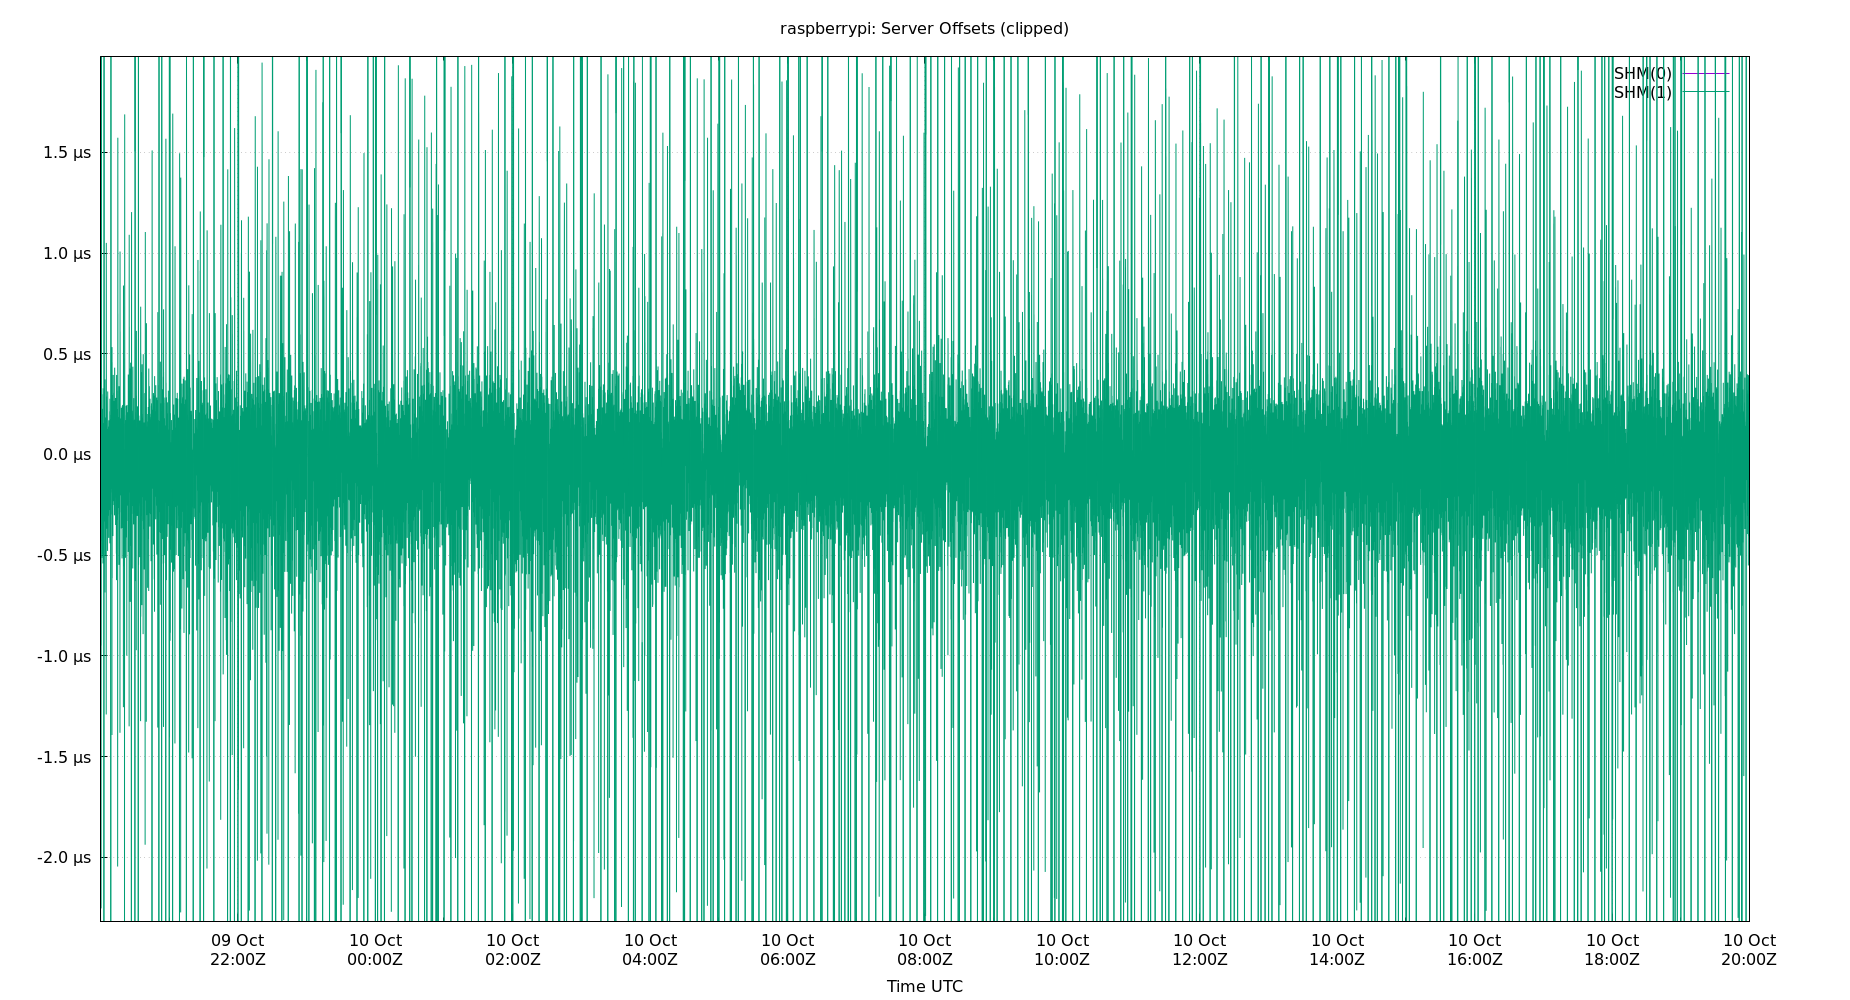 raspberrypi: Server Offsets (clipped)
SHM(0)
SHM(1)
1.5 µs
1.0 µs
0.5 µs
0.0 µs
-0.5 µs
-1.0 µs
-1.5 µs
-2.0 µs
09 Oct 10 Oct 10 Oct 10 Oct 10 Oct 10 Oct 10 Oct 10 Oct 10 Oct 10 Oct 10 Oct 10 Oct
22:00Z 00:00Z 02:00Z 04:00Z 06:00Z 08:00Z 10:00Z 12:00Z 14:00Z 16:00Z 18:00Z 20:00Z
Time UTC